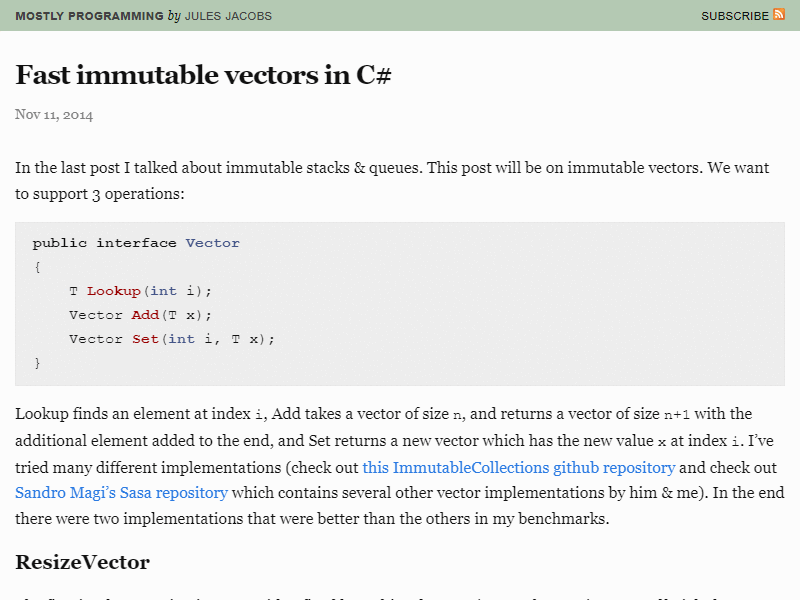 MOSTLY PROGRAMMING by JULES JACOBS
SUBSCRIBE
Fast immutable vectors in C#
Nov 11, 2014
In the last post I talked about immutable stacks & queues. This post will be on immutable vectors. We want
to support 3 operations:
public interface Vector
{
    T Lookup(int i);
    Vector Add(T x);
    Vector Set(int i, T x);
}
Lookup finds an element at index i, Add takes a vector of size n, and returns a vector of size n+1 with the
additional element added to the end, and Set returns a new vector which has the new value x at index i. I’ve
tried many different implementations (check out this ImmutableCollections github repository and check out
Sandro Magi’s Sasa repository which contains several other vector implementations by him & me). In the end
there were two implementations that were better than the others in my benchmarks.
ResizeVector